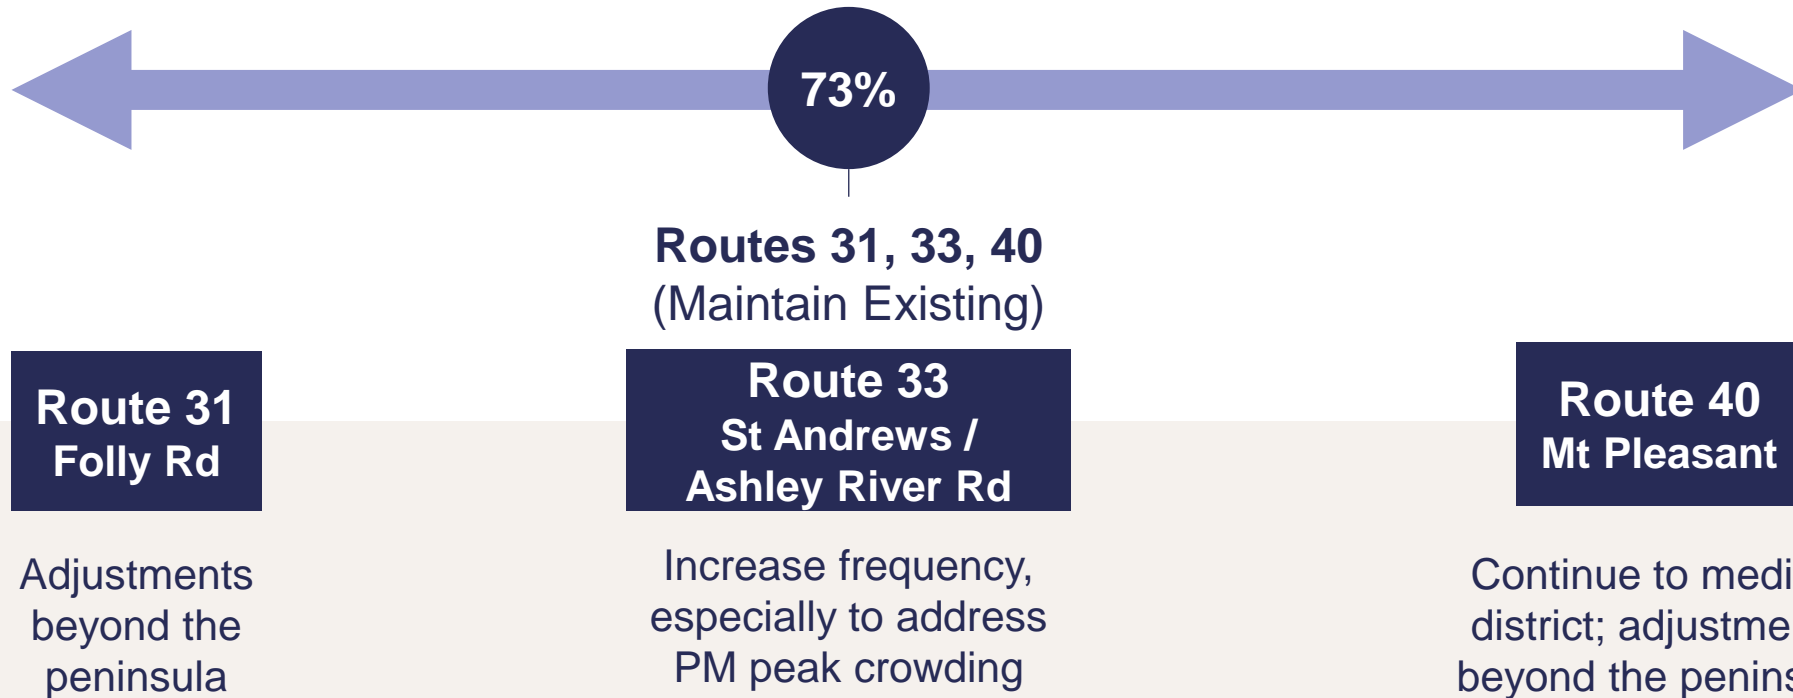 73%
Routes 31, 33, 40
(Maintain Existing)
Route 31
Folly Rd
Adjustments
beyond the
peninsula
Route 33
St Andrews /
Ashley River Rd
Increase frequency,
especially to address
PM peak crowding
Route 40
Mt Pleasant
Continue to
district;
beyond the